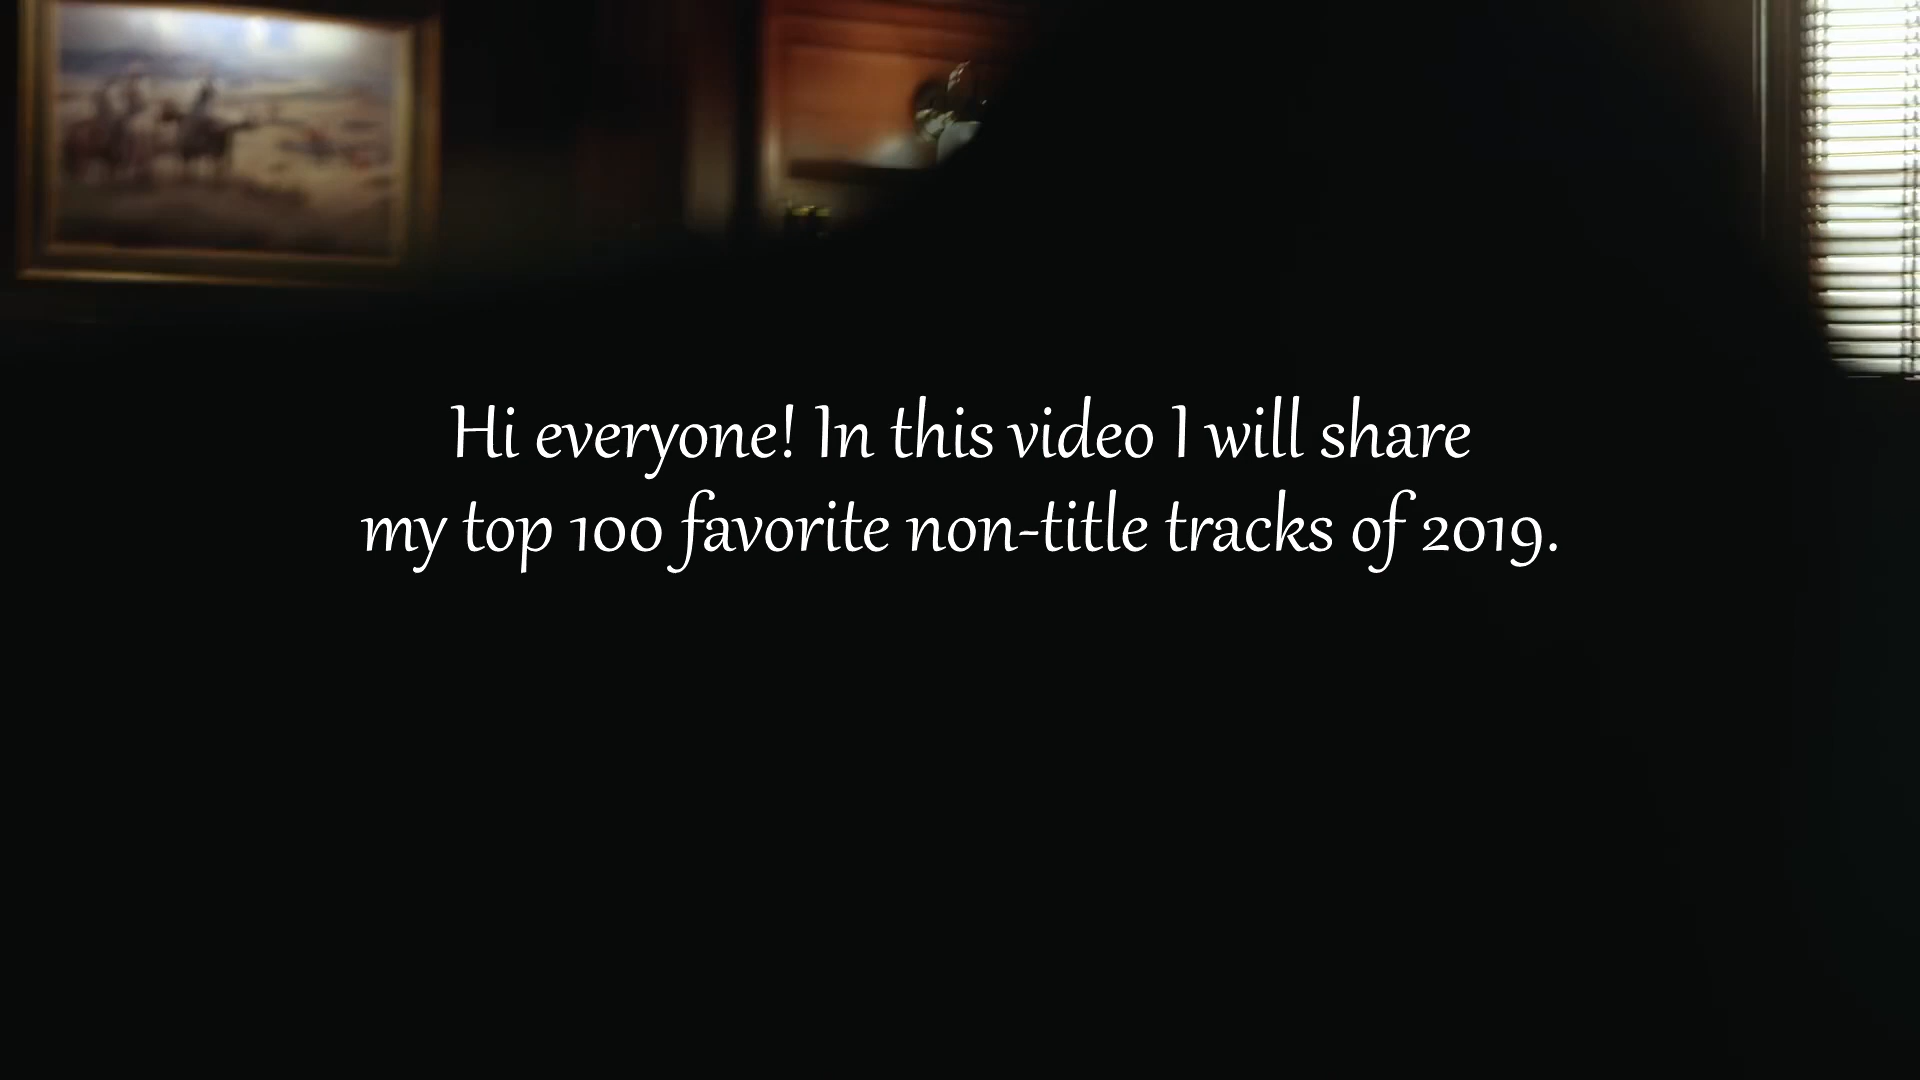 Hi everyone! In this video I will share
my top 100 favorite non-title tracks of 2019.